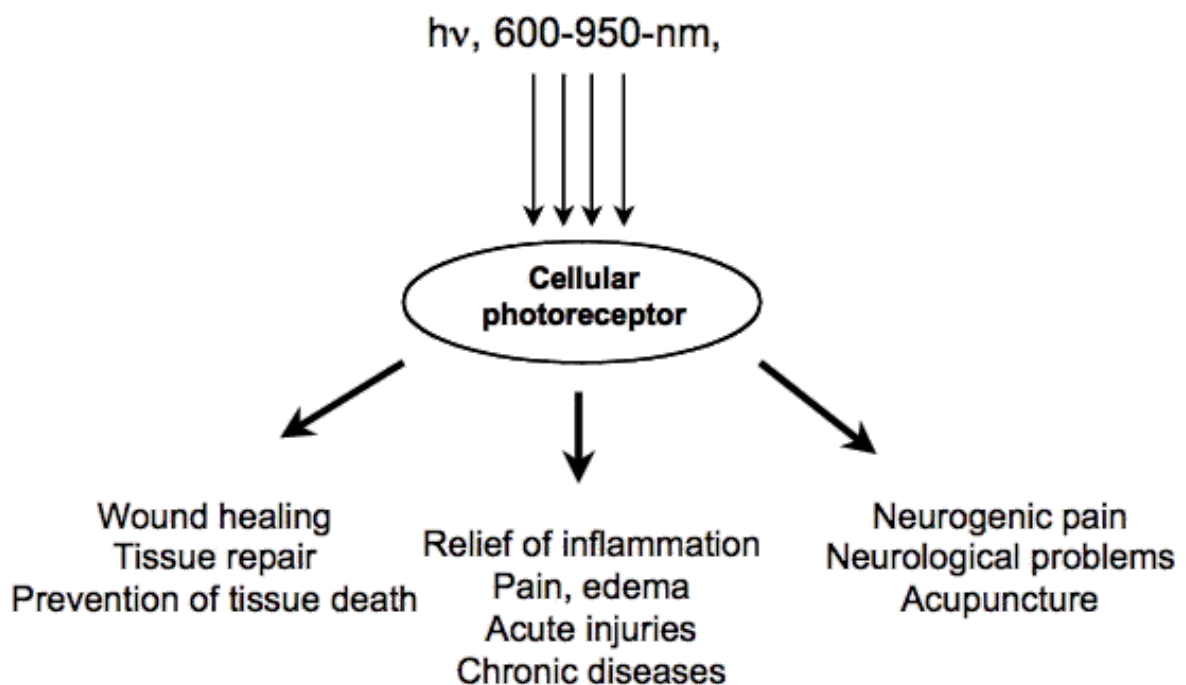 hν, 600-950-nm,
Cellular
photoreceptor
Wound healing
Tissue repair
Prevention of tissue death
Relief of inflammation
Pain, edema
Acute injuries
Chronic diseases
Neurogenic pain
Neurological problems
Acupuncture